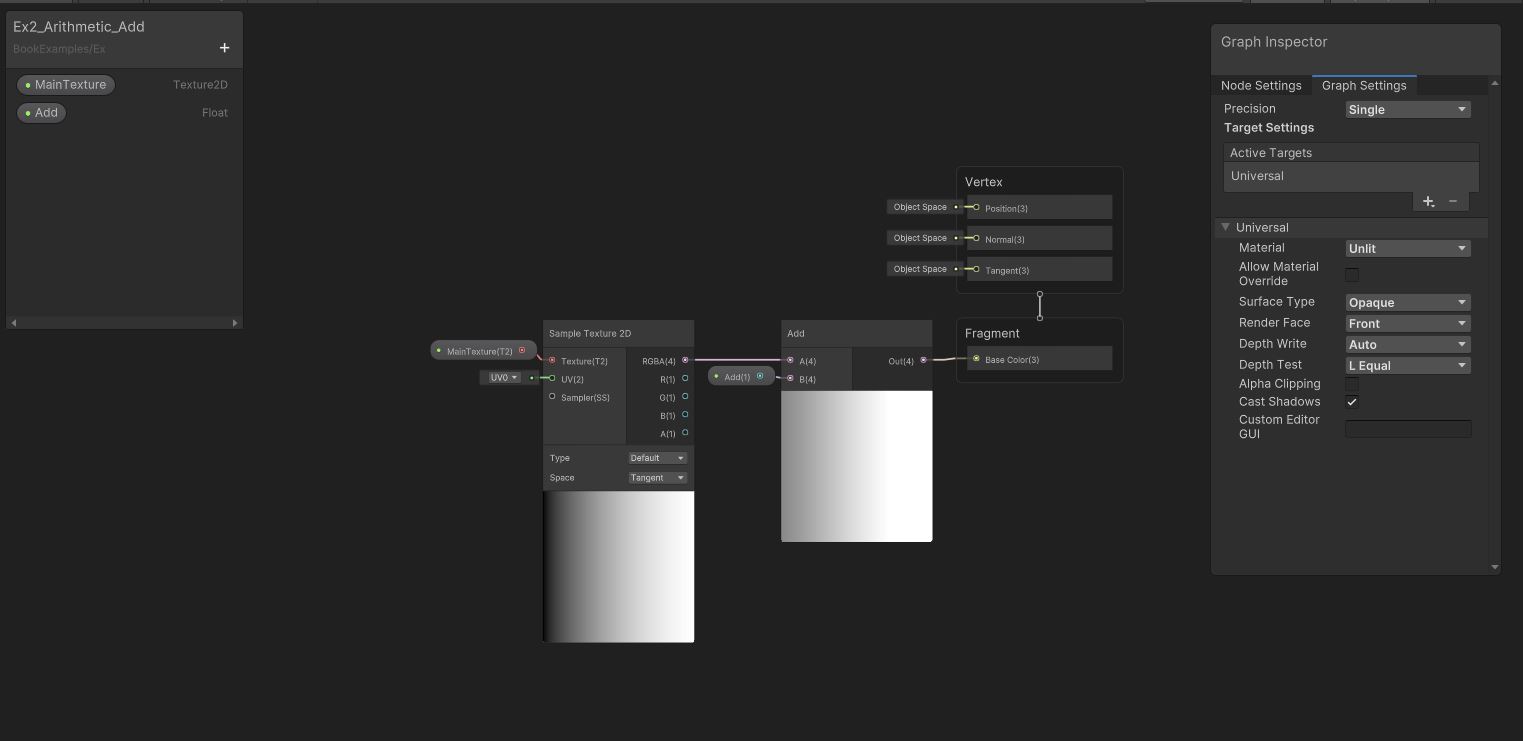 Ex2_Arithmetic_Add
BookExamples/Ex
+
MainTexture Texture2D
Add Float
Vertex
Object Space Position(3)
Object Space Normal(3)
Object Space Tangent(3)
Fragment
Base Color(3)
MainTexture(T2)
UV0
Sample Texture 2D
Texture(T2) RGBA(4)
UV(2) R(1)
Sampler(SS) G(1)
B(1)
A(1)
Type Default
Space Tangent
Add(1)
Add
A(4) Out(4)
B(4)
Graph Inspector
Node Settings Graph Settings
Precision Single
Target Settings
Active Targets
Universal
+ −
Universal
Material Unlit
Allow Material
Override
Surface Type Opaque
Render Face Front
Depth Write Auto
Depth Test L Equal
Alpha Clipping
Cast Shadows
Custom Editor
GUI